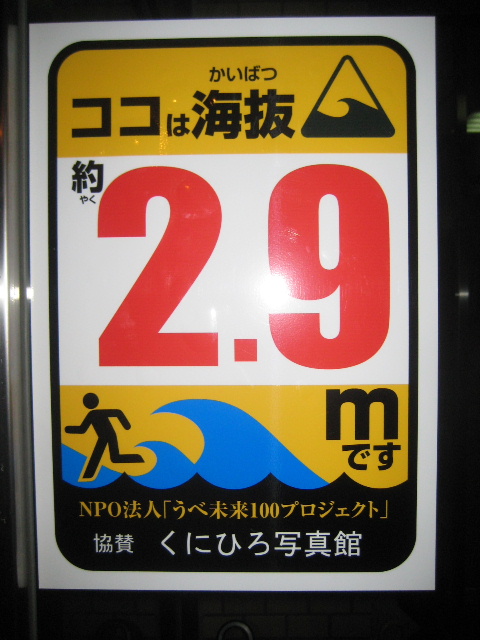 かいばつ
ココは海抜
約
やく
2.9
m
です
NPO法人「うべ未来100プロジェクト」
協賛 くにひろ写真館